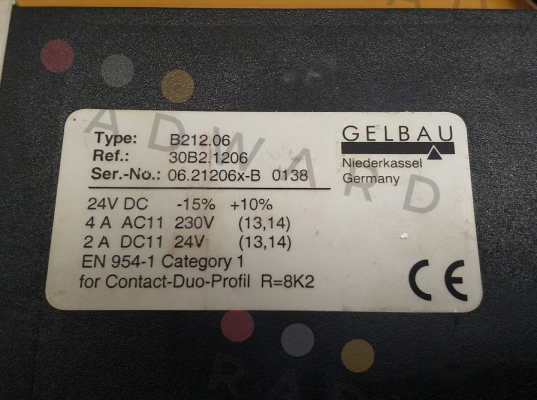 Type: B212.06
Ref.: 30B2.1206
Ser.-No.: 06.21206x-B 0138
GELBAU
Niederkassel
Germany
24V DC -15% +10%
4 A AC11 230V (13,14)
2 A DC11 24V (13,14)
EN 954-1 Category 1
for Contact-Duo-Profil R=8K2
CE
ADWARD